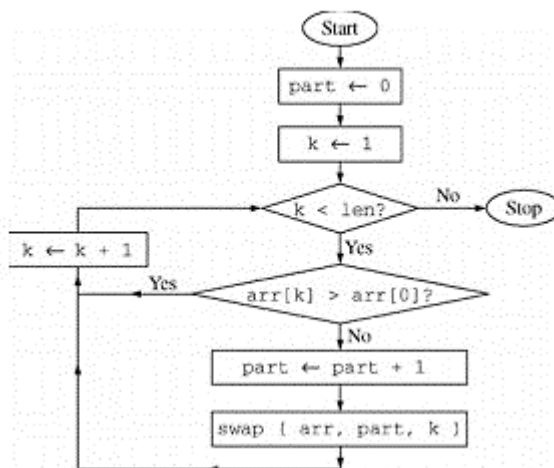 Start
part ← 0
k ← 1
k < len?
No
Stop
Yes
k ← k + 1
arr[k] > arr[0]?
Yes
No
part ← part + 1
swap ( arr, part, k )